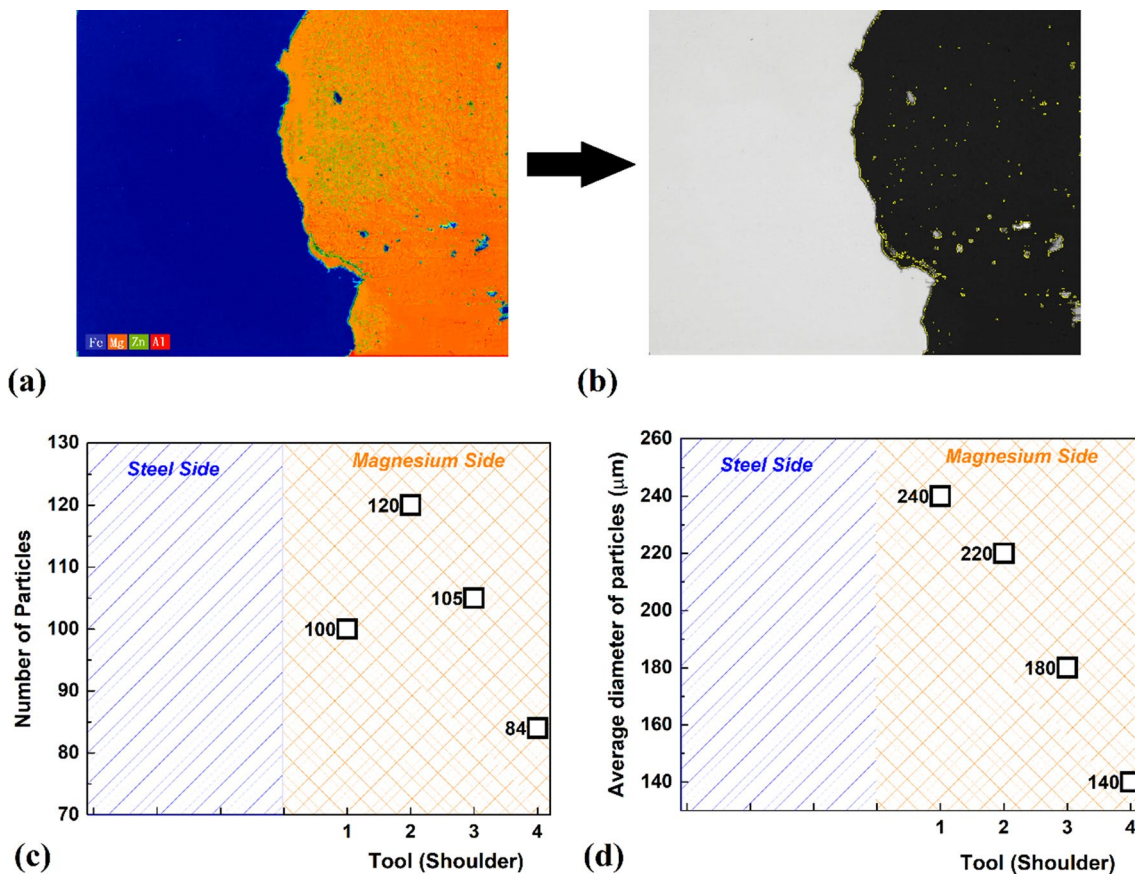 Fe Mg Zn Al
(a)
(b)
130
120
110
100
90
80
70
Number of Particles
Steel Side
Magnesium Side
100
120
105
84
1 2 3 4
Tool (Shoulder)
(c)
260
240
220
200
180
160
140
Average diameter of particles (μm)
Steel Side
Magnesium Side
240
220
180
140
1 2 3 4
Tool (Shoulder)
(d)